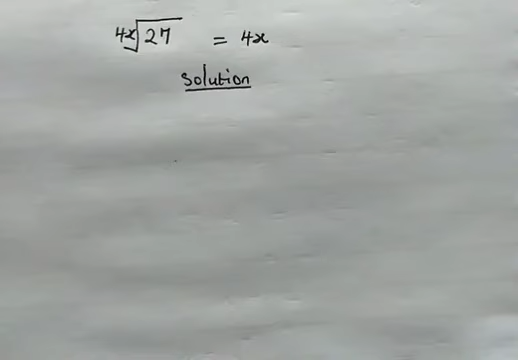 4x√27 = 4x
Solution